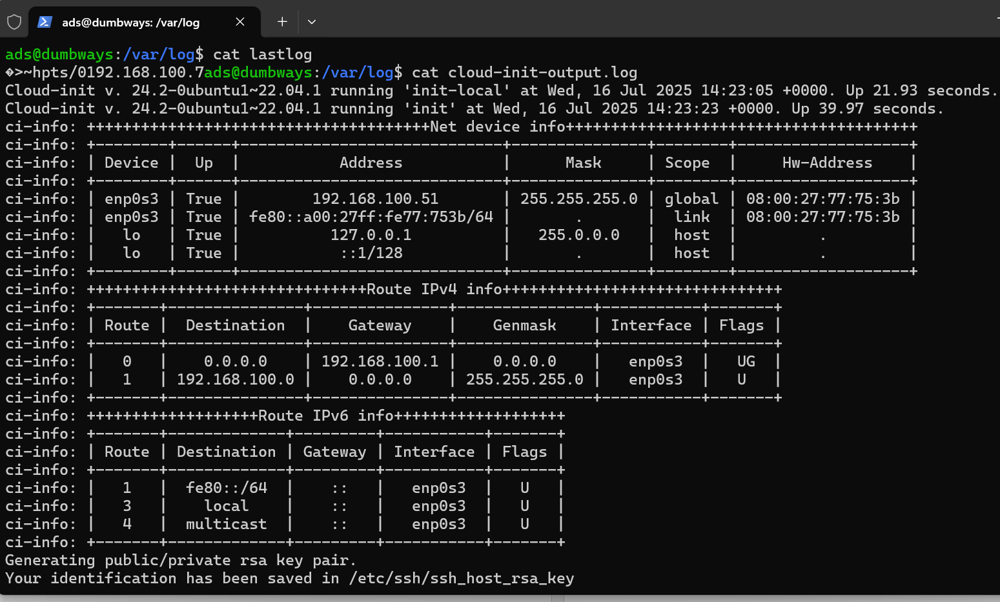 ads@dumbways: /var/log
ads@dumbways:/var/log$ cat lastlog
�>~hpts/0192.168.100.7ads@dumbways:/var/log$ cat cloud-init-output.log
Cloud-init v. 24.2-0ubuntu1~22.04.1 running 'init-local' at Wed, 16 Jul 2025 14:23:05 +0000. Up 21.93 seconds.
Cloud-init v. 24.2-0ubuntu1~22.04.1 running 'init' at Wed, 16 Jul 2025 14:23:23 +0000. Up 39.97 seconds.
ci-info: ++++++++++++++++++++++++++++++++++++++Net device info+++++++++++++++++++++++++++++++++++++++
ci-info: +--------+------+-----------------------------+---------------+--------+-------------------+
ci-info: | Device |  Up  |           Address           |      Mask     | Scope  |     Hw-Address    |
ci-info: +--------+------+-----------------------------+---------------+--------+-------------------+
ci-info: | enp0s3 | True |        192.168.100.51       | 255.255.255.0 | global | 08:00:27:77:75:3b |
ci-info: | enp0s3 | True | fe80::a00:27ff:fe77:753b/64 |       .       |  link  | 08:00:27:77:75:3b |
ci-info: |   lo   | True |          127.0.0.1          |   255.0.0.0   |  host  |         .         |
ci-info: |   lo   | True |           ::1/128           |       .       |  host  |         .         |
ci-info: +--------+------+-----------------------------+---------------+--------+-------------------+
ci-info: +++++++++++++++++++++++++++++++Route IPv4 info+++++++++++++++++++++++++++++++
ci-info: +-------+---------------+---------------+---------------+-----------+-------+
ci-info: | Route |  Destination  |    Gateway    |    Genmask    | Interface | Flags |
ci-info: +-------+---------------+---------------+---------------+-----------+-------+
ci-info: |   0   |    0.0.0.0    | 192.168.100.1 |    0.0.0.0    |   enp0s3  |   UG  |
ci-info: |   1   | 192.168.100.0 |    0.0.0.0    | 255.255.255.0 |   enp0s3  |   U   |
ci-info: +-------+---------------+---------------+---------------+-----------+-------+
ci-info: +++++++++++++++++++Route IPv6 info+++++++++++++++++++
ci-info: +-------+-------------+---------+-----------+-------+
ci-info: | Route | Destination | Gateway | Interface | Flags |
ci-info: +-------+-------------+---------+-----------+-------+
ci-info: |   1   |  fe80::/64  |    ::   |   enp0s3  |   U   |
ci-info: |   3   |    local    |    ::   |   enp0s3  |   U   |
ci-info: |   4   |  multicast  |    ::   |   enp0s3  |   U   |
ci-info: +-------+-------------+---------+-----------+-------+
Generating public/private rsa key pair.
Your identification has been saved in /etc/ssh/ssh_host_rsa_key